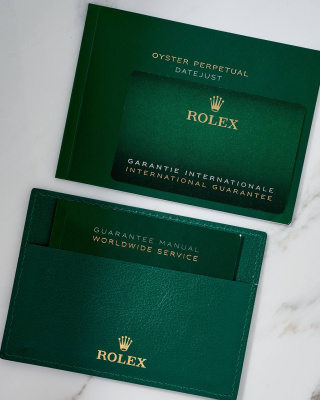 OYSTER PERPETUAL
DATEJUST
ROLEX
GARANTIE INTERNATIONALE
INTERNATIONAL GUARANTEE
GUARANTEE MANUAL
WORLDWIDE SERVICE
ROLEX